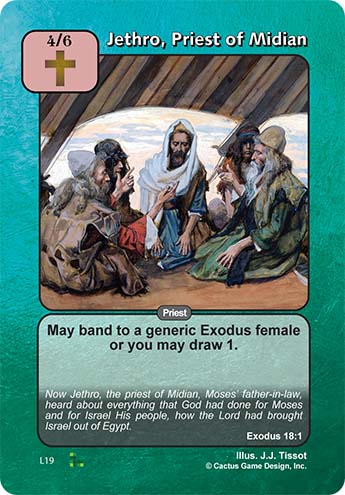 4/6
Jethro, Priest of Midian
Priest
May band to a generic Exodus female
or you may draw 1.
Now Jethro, the priest of Midian, Moses' father-in-law,
heard about everything that God had done for Moses
and for Israel His people, how the Lord had brought
Israel out of Egypt.
Exodus 18:1
L19
Illus. J.J. Tissot
© Cactus Game Design, Inc.